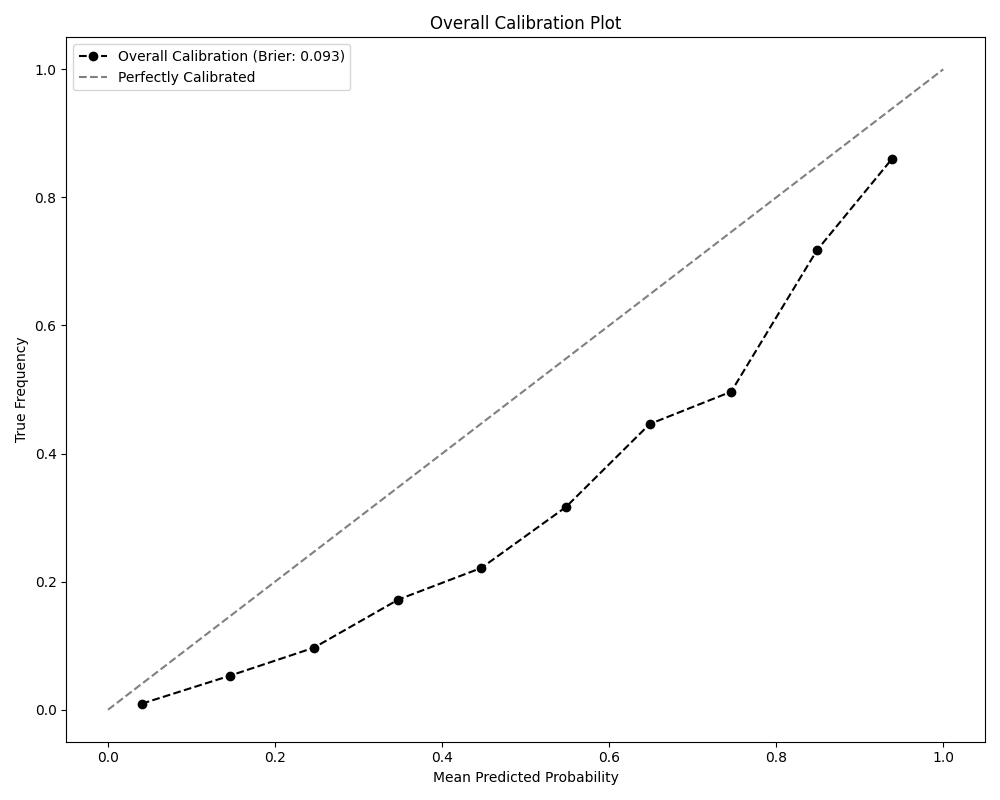 Overall Calibration Plot
Overall Calibration (Brier: 0.093)
Perfectly Calibrated
1.0
0.8
0.6
0.4
0.2
0.0
True Frequency
0.0 0.2 0.4 0.6 0.8 1.0
Mean Predicted Probability